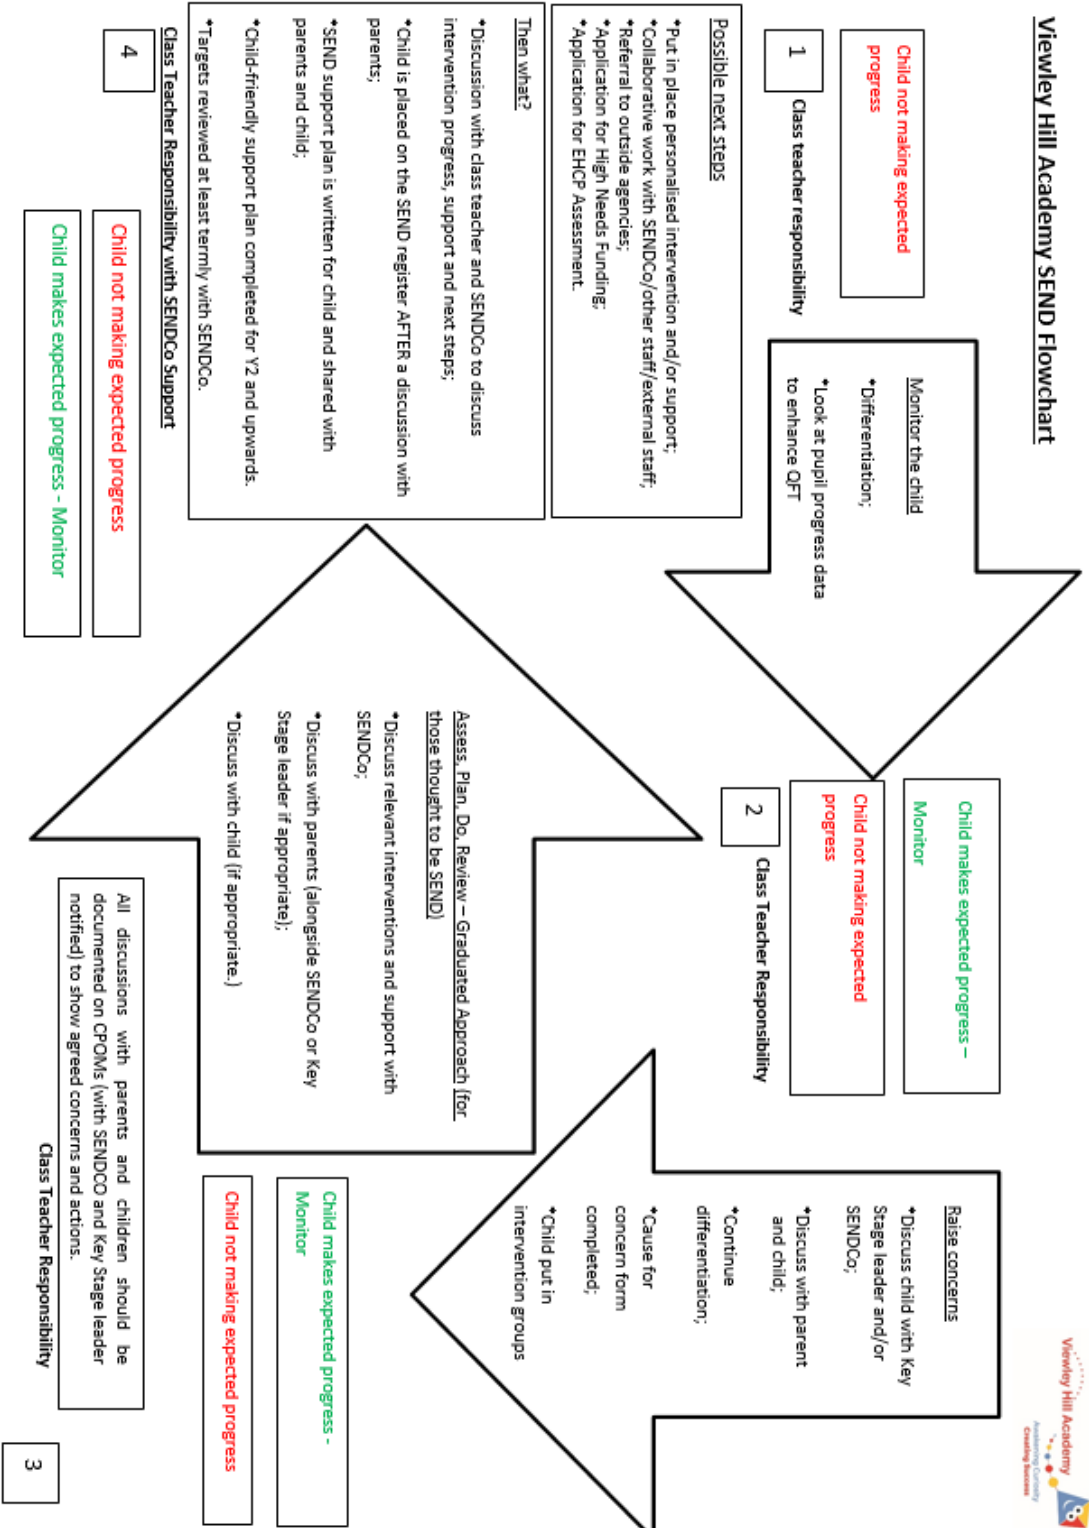 Viewley Hill Academy SEND Flowchart
Viewley Hill Academy
Awakening Curiosity
Creating Success
Child not making expected
progress
1
Class teacher responsibility
Monitor the child
*Differentiation;
*Look at pupil progress data
to enhance QFT
Child makes expected progress –
Monitor
Child not making expected
progress
2
Class Teacher Responsibility
Raise concerns
*Discuss child with Key
Stage leader and/or
SENDCo;
*Discuss with parent
and child;
*Continue
differentiation;
*Cause for
concern form
completed;
*Child put in
intervention groups
Child makes expected progress -
Monitor
Child not making expected progress
All discussions with parents and children should be
documented on CPOMs (with SENDCO and Key Stage leader
notified) to show agreed concerns and actions.
Class Teacher Responsibility
3
Assess, Plan, Do, Review – Graduated Approach (for
those thought to be SEND)
*Discuss relevant interventions and support with
SENDCo;
*Discuss with parents (alongside SENDCo or Key
Stage leader if appropriate);
*Discuss with child (if appropriate.)
Possible next steps
*Put in place personalised intervention and/or support;
*Collaborative work with SENDCo/other staff/external staff;
*Referral to outside agencies;
*Application for High Needs Funding;
*Application for EHCP Assessment.
Then what?
*Discussion with class teacher and SENDCo to discuss
intervention progress, support and next steps;
*Child is placed on the SEND register AFTER a discussion with
parents;
*SEND support plan is written for child and shared with
parents and child;
*Child-friendly support plan completed for Y2 and upwards.
*Targets reviewed at least termly with SENDCo.
Class Teacher Responsibility with SENDCo Support
4
Child not making expected progress
Child makes expected progress - Monitor